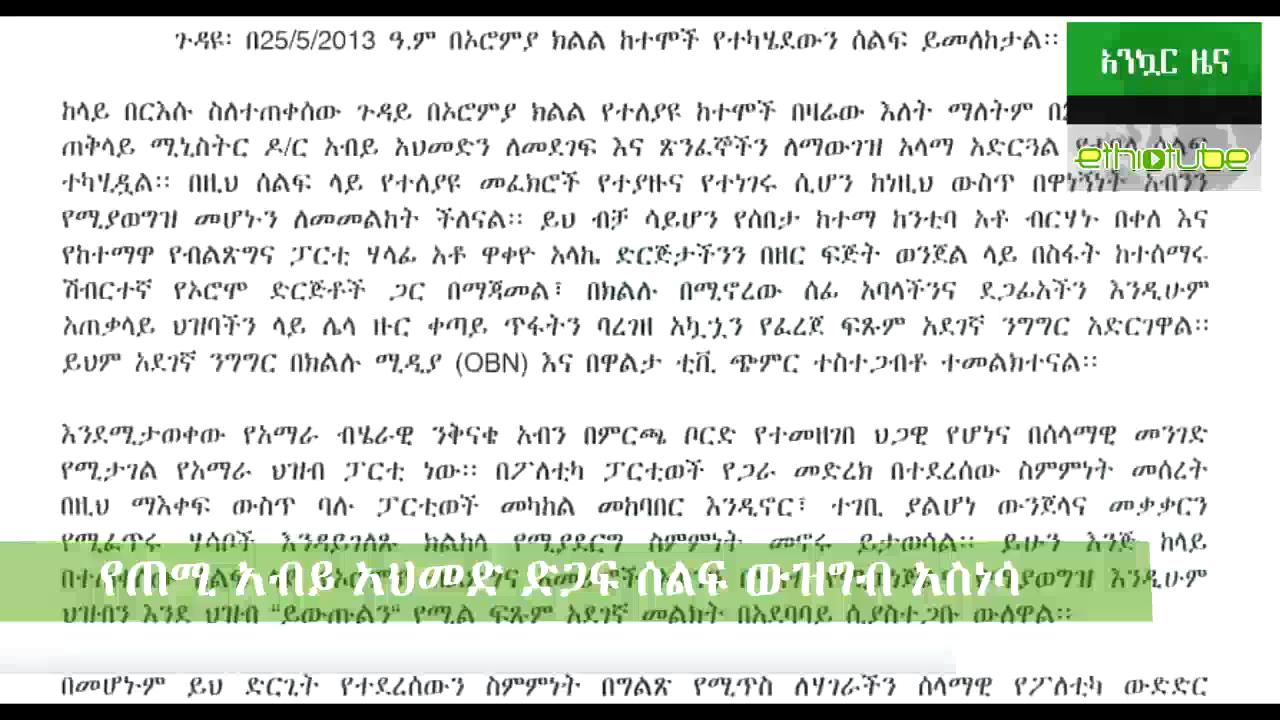 ጉዳዩ፡ በ25/5/2013 ዓ.ም በኦሮምያ ክልል ከተሞች የተካሄደውን ሰልፍ ይመለከታል፡፡
አንኳር ዜና
ከላይ በርእሱ ስለተጠቀሰው ጉዳይ በኦሮምያ ክልል የተለያዩ ከተሞች በዛሬው እለት ማለትም
ethiotube
ጠቅላይ ሚኒስትር ዶ/ር አብይ አህመድን ለመደገፍ እና ጽንፈኞችን ለማውገዝ አላማ አድርጓል
ተካሂዷል፡፡ በዚህ ሰልፍ ላይ የተለያዩ መፈክሮች የተያዙና የተነገሩ ሲሆን ከነዚህ ውስጥ በዋነኝነት አብንን
የሚያወግዝ መሆኑን ለመመልከት ችለናል፡፡ ይህ ብቻ ሳይሆን የሰበታ ከተማ ከንቲባ አቶ ብርሃኑ በቀለ እና
የከተማዋ የብልጽግና ፓርቲ ሃላፊ አቶ ዋቀዮ አላኬ ድርጅታችንን በዘር ፍጅት ወንጀል ላይ በስፋት ከተሰማሩ
ሽብርተኛ የኦሮሞ ድርጅቶች ጋር በማጃመል፣ በክልሉ በሚኖረው ሰፊ አባላችንና ደጋፊአችን እንዲሁም
አጠቃላይ ህዝባችን ላይ ሌላ ዙር ቀጣይ ጥፋትን ባረገዘ አኳኋን የፈረጀ ፍጹም አደገኛ ንግግር አድርገዋል፡፡
ይህም አደገኛ ንግግር በክልሉ ሚዲያ (OBN) እና በዋልታ ቲቪ ጭምር ተስተጋብቶ ተመልክተናል፡፡
እንደሚታወቀው የአማራ ብሄራዊ ንቅናቄ አብን በምርጫ ቦርድ የተመዘገበ ህጋዊ የሆነና በሰላማዊ መንገድ
የሚታገል የአማራ ህዝብ ፓርቲ ነው፡፡ በፖለቲካ ፓርቲወች የጋራ መድረክ በተደረሰው ስምምነት መሰረት
በዚህ ማእቀፍ ውስጥ ባሉ ፓርቲወች መካከል መከባበር እንዲኖር፣ ተገቢ ያልሆነ ውንጀላና መቃቃርን
የሚፈጥሩ ሃሳቦች እንዳይገለጹ ክልከላ የሚያደርግ ስምምነት መኖሩ ይታወሳል፡፡ ይሁን እንጅ ከላይ
የጠሚ አብይ አህመድ ድጋፍ ሰልፍ ውዝግብ አስነሳ
እንዲሁም
ህዝብን እንደ ህዝብ "ይውጡልን" የሚል ፍጹም አደገኛ መልክት በአደባባይ ሲያስተጋቡ ውለዋል፡፡
በመሆኑም ይህ ድርጊት የተደረሰውን ስምምነት በግልጽ የሚጥስ ለሃገራችን ሰላማዊ የፖለቲካ ውድድር